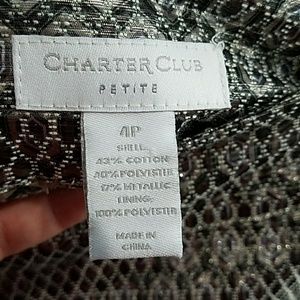 CHARTER CLUB
PETITE
4P
SHELL
43% COTTON
40% POLYESTER
17% METALLIC
LINING:
100% POLYESTER
MADE IN
CHINA